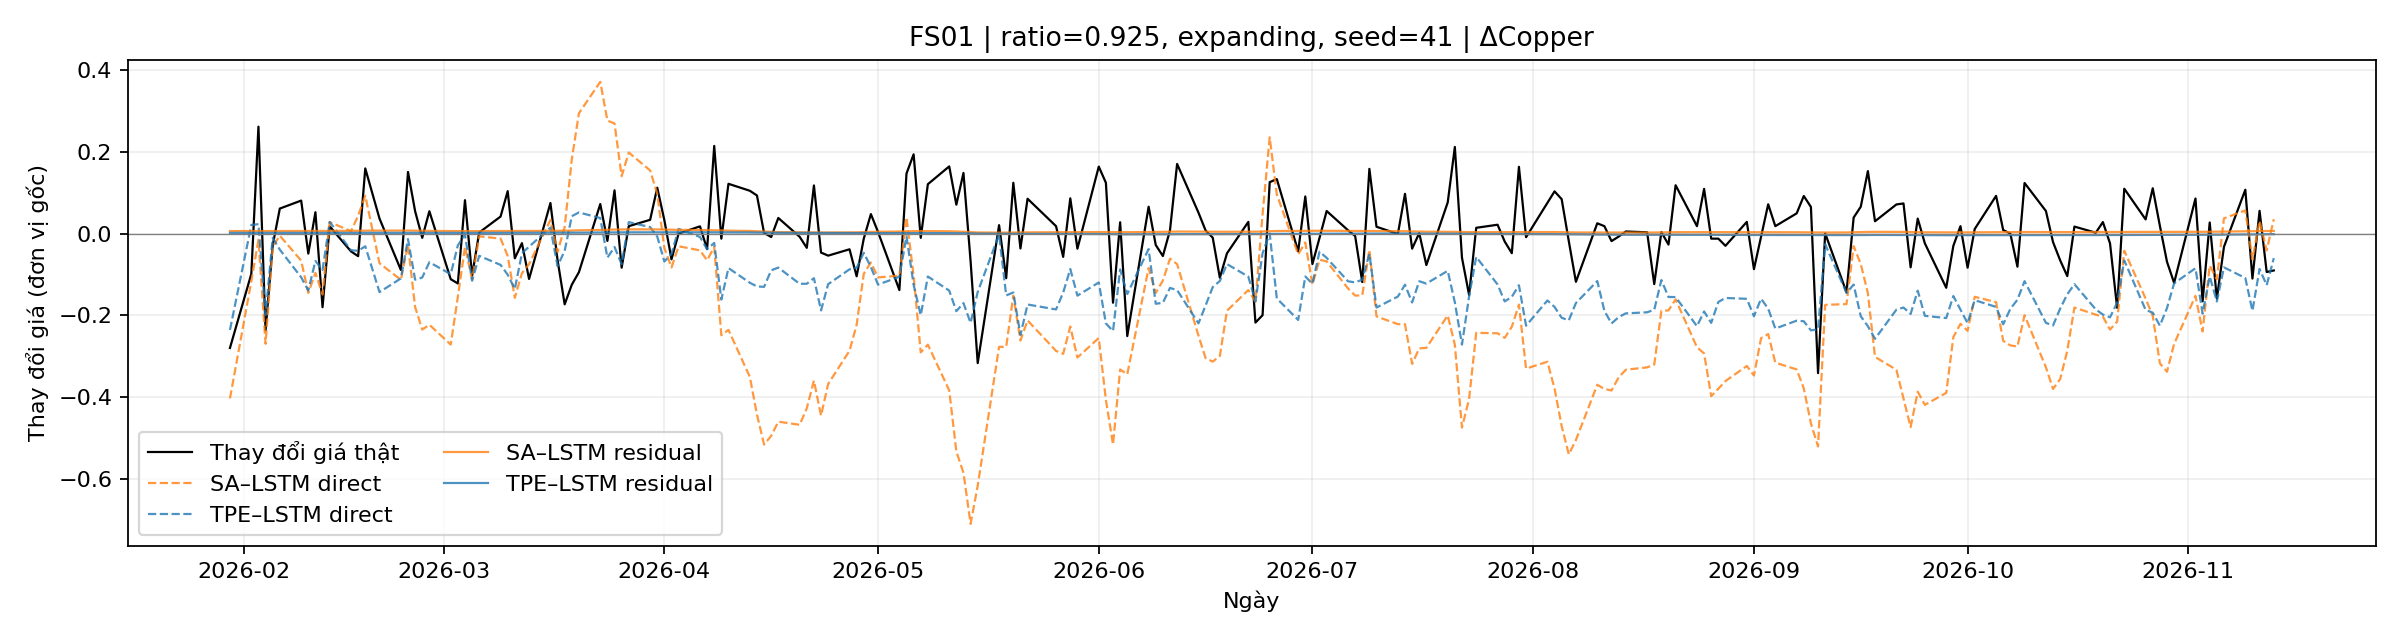 FS01 | ratio=0.925, expanding, seed=41 | ΔCopper
Thay đổi giá (đơn vị gốc)
0.4
0.2
0.0
−0.2
−0.4
−0.6
Thay đổi giá thật
SA–LSTM direct
TPE–LSTM direct
SA–LSTM residual
TPE–LSTM residual
2026-02 2026-03 2026-04 2026-05 2026-06 2026-07 2026-08 2026-09 2026-10 2026-11
Ngày